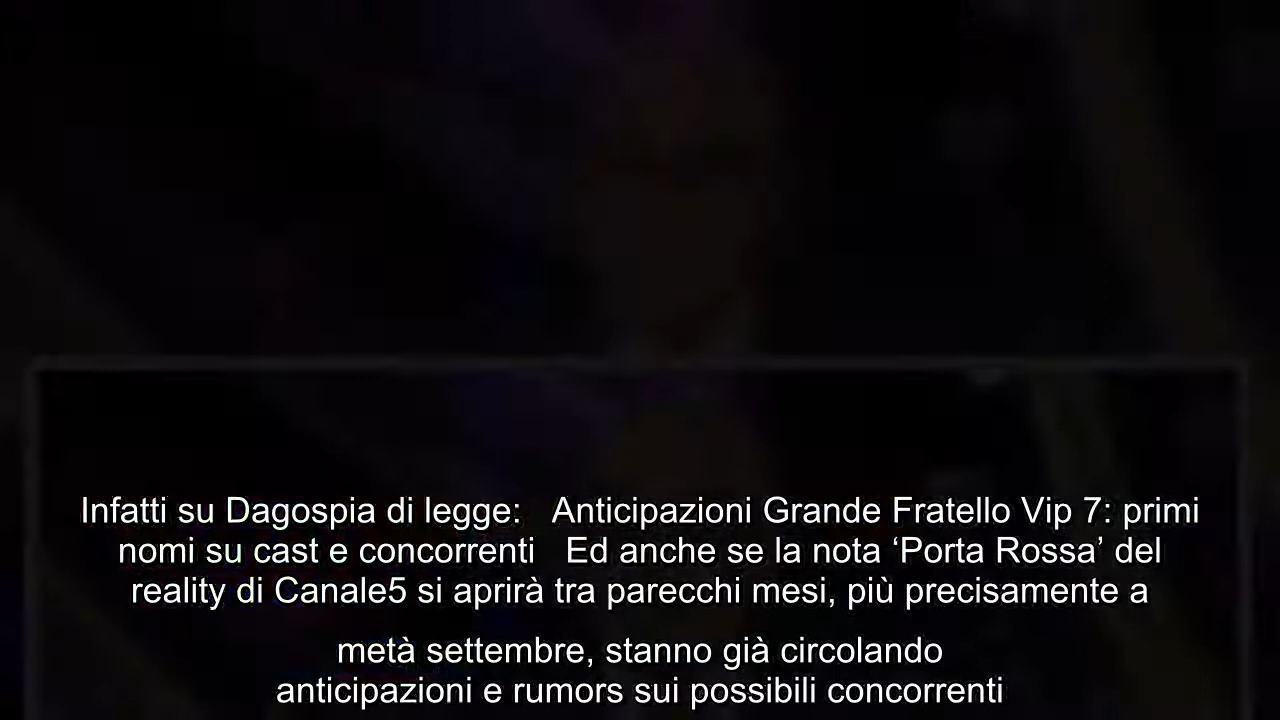 Infatti su Dagospia di legge:   Anticipazioni Grande Fratello Vip 7: primi
nomi su cast e concorrenti   Ed anche se la nota ‘Porta Rossa’ del
reality di Canale5 si aprirà tra parecchi mesi, più precisamente a
metà settembre, stanno già circolando
anticipazioni e rumors sui possibili concorrenti